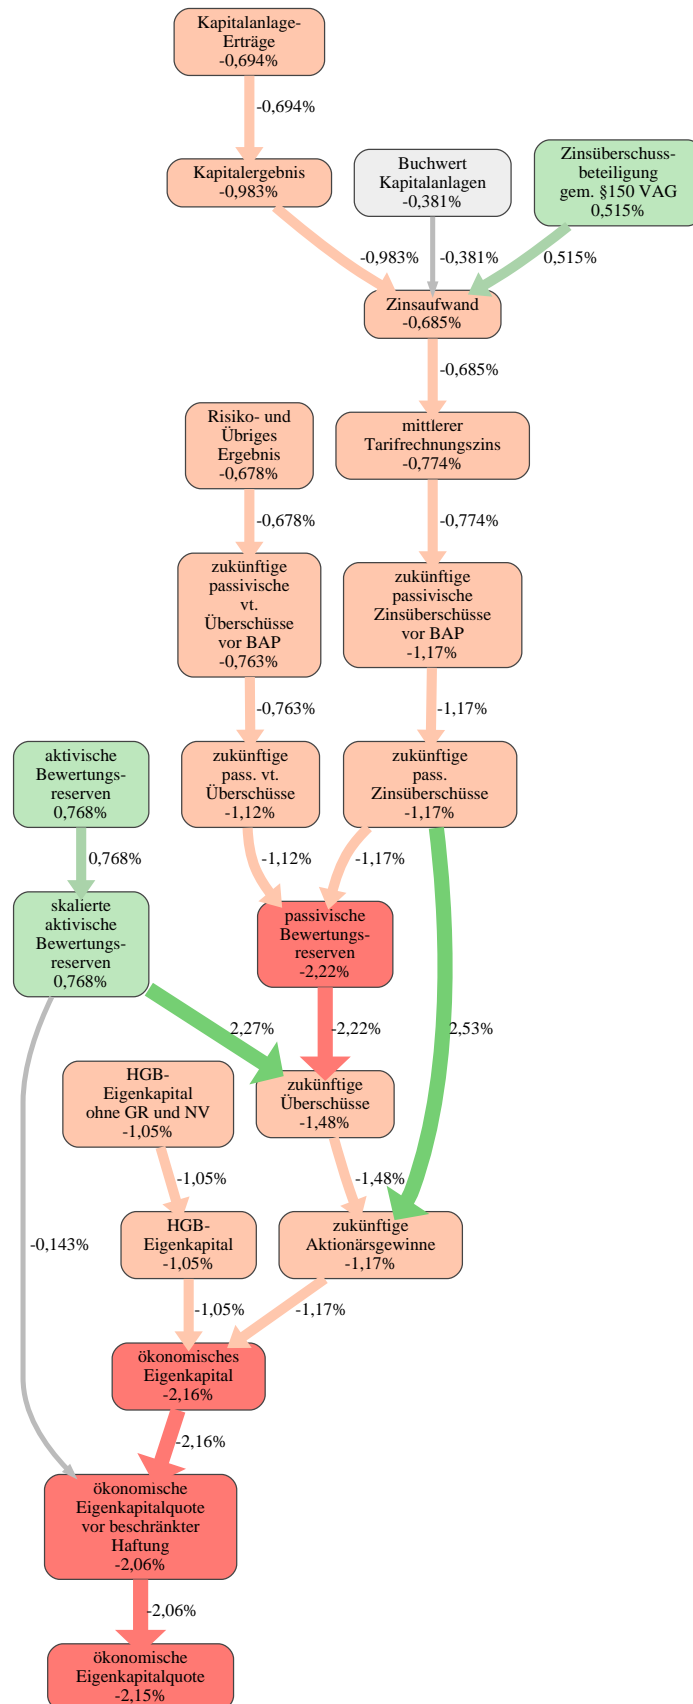 Kapitalanlage-
Erträge
-0,694%
-0,694%
Kapitalergebnis
-0,983%
Buchwert
Kapitalanlagen
-0,381%
Zinsüberschuss-
beteiligung
gem. §150 VAG
0,515%
-0,983%
-0,381%
0,515%
Zinsaufwand
-0,685%
-0,685%
Risiko- und
Übriges
Ergebnis
-0,678%
mittlerer
Tarifrechnungszins
-0,774%
-0,678%
-0,774%
zukünftige
passivische
vt.
Überschüsse
vor BAP
-0,763%
zukünftige
passivische
Zinsüberschüsse
vor BAP
-1,17%
-0,763%
-1,17%
aktivische
Bewertungs-
reserven
0,768%
zukünftige
pass. vt.
Überschüsse
-1,12%
zukünftige
pass.
Zinsüberschüsse
-1,17%
0,768%
-1,12%
-1,17%
skalierte
aktivische
Bewertungs-
reserven
0,768%
passivische
Bewertungs-
reserven
-2,22%
2,27%
-2,22%
2,53%
HGB-
Eigenkapital
ohne GR und NV
-1,05%
zukünftige
Überschüsse
-1,48%
-1,05%
-1,48%
-0,143%
HGB-
Eigenkapital
-1,05%
zukünftige
Aktionärsgewinne
-1,17%
-1,05%
-1,17%
ökonomisches
Eigenkapital
-2,16%
-2,16%
ökonomische
Eigenkapitalquote
vor beschränkter
Haftung
-2,06%
-2,06%
ökonomische
Eigenkapitalquote
-2,15%